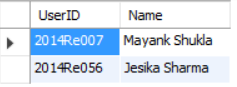 UserID Name
2014Re007 Mayank Shukla
2014Re056 Jesika Sharma